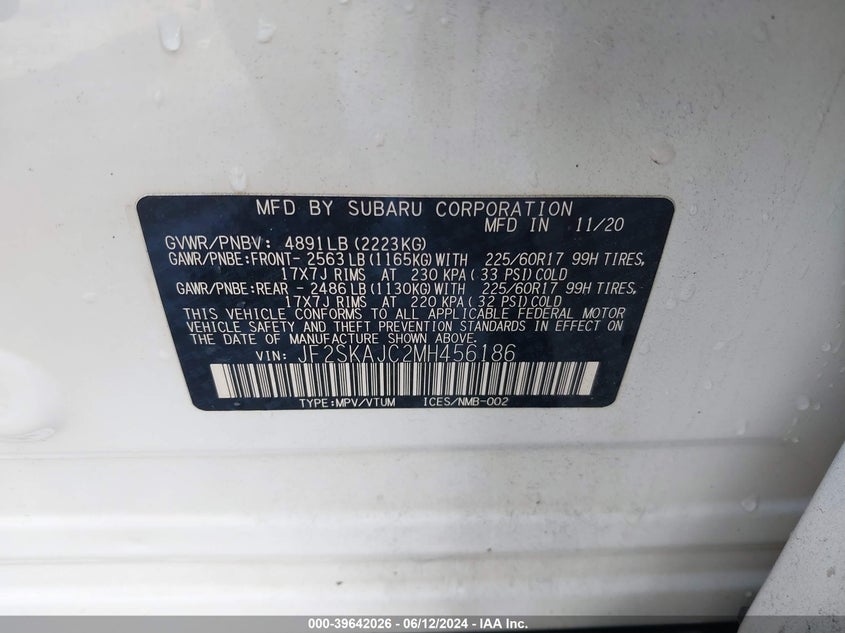 MFD BY SUBARU CORPORATION
MFD IN 11/20
GVWR/PNBV: 4891LB(2223KG)
GAWR/PNBE:FRONT- 2563LB(1165KG)WITH 225/60R17 99H TIRES,
17X7J RIMS AT 230 KPA( 33 PSI)COLD
GAWR/PNBE:REAR - 2486LB(1130KG)WITH 225/60R17 99H TIRES,
17X7J RIMS AT 220 KPA( 32 PSI)COLD
THIS VEHICLE CONFORMS TO ALL APPLICABLE FEDERAL MOTOR
VEHICLE SAFETY AND THEFT PREVENTION STANDARDS IN EFFECT ON
THE DATE OF MANUFACTURE SHOWN ABOVE.
VIN: JF2SKAJC2MH456186
TYPE:MPV/VTUM ICES/NMB-002
000-39642026 - 06/12/2024 - IAA Inc.